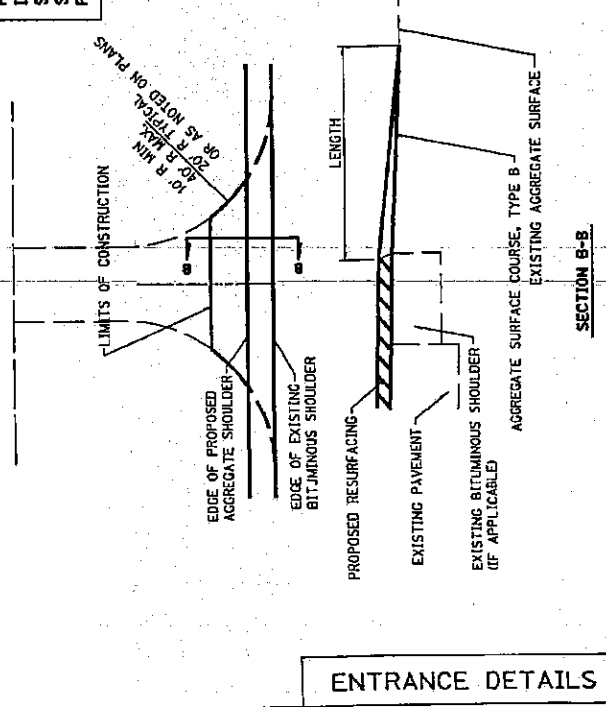 LIMITS OF CONSTRUCTION
10' R MIN
40' R MAX
20' R TYPICAL
OR AS NOTED ON PLANS
B
B
EDGE OF PROPOSED
AGGREGATE SHOULDER
EDGE OF EXISTING
BITUMINOUS SHOULDER
LENGTH
PROPOSED RESURFACING
EXISTING PAVEMENT
EXISTING BITUMINOUS SHOULDER
(IF APPLICABLE)
AGGREGATE SURFACE COURSE, TYPE B
EXISTING AGGREGATE SURFACE
SECTION B-B
ENTRANCE DETAILS